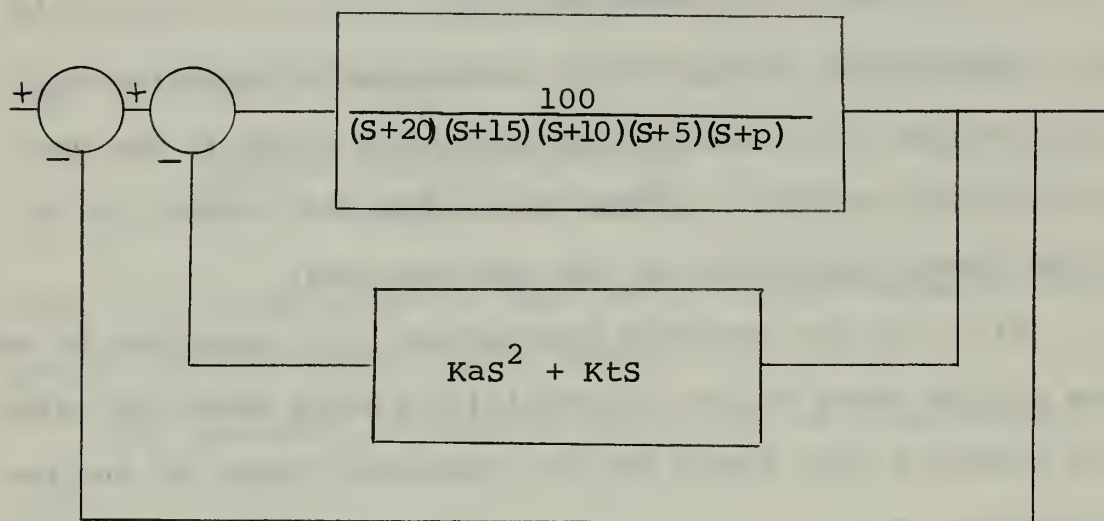 100
+ +
(S+20)(S+15)(S+10)(S+5)(S+p)
− −
KaS² + KtS